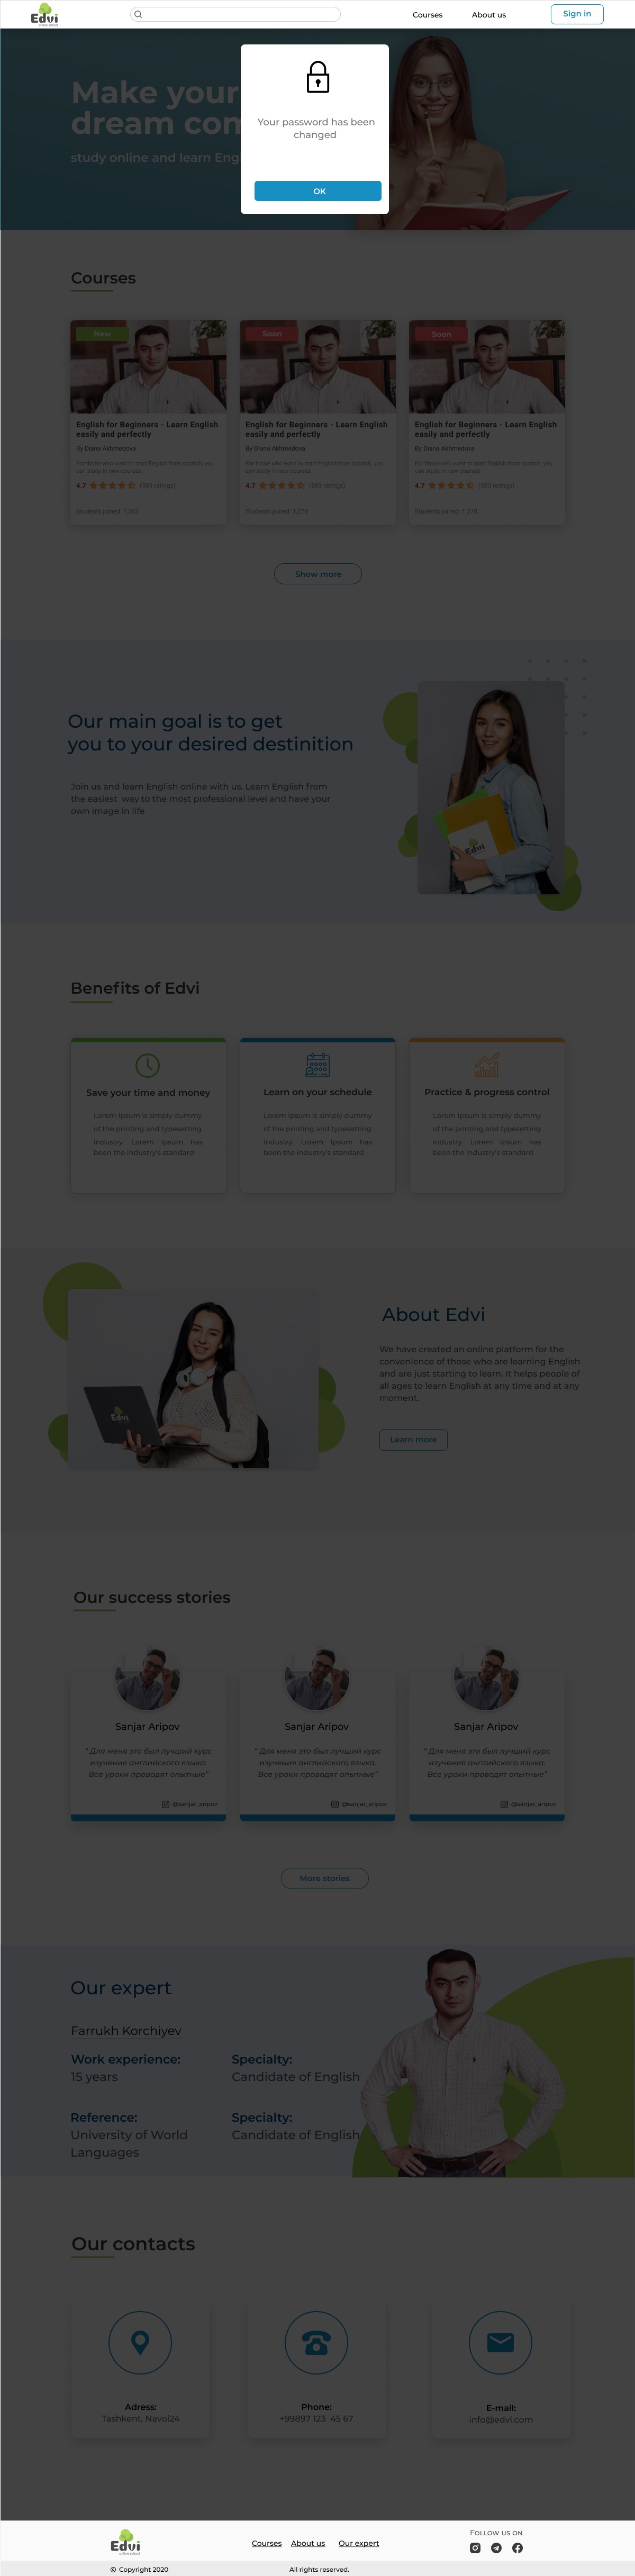 Edvi
online school
Courses
About us
Sign in
Make your
dream com
study online and learn Eng
Your password has been
changed
OK
Courses
New
English for Beginners - Learn English
easily and perfectly
By Diana Akhmedova
For those who want to start English from scratch, you
can study in new courses
4.7
(583 ratings)
Students joined:
Soon
English for Beginners - Learn English
easily and perfectly
By Diana Akhmedova
For those who want to start English from scratch, you
can study in new courses
4.7
(583 ratings)
Students joined:
Soon
English for Beginners - Learn English
easily and perfectly
By Diana Akhmedova
For those who want to start English from scratch, you
can study in new courses
4.7
(583 ratings)
Students joined:
Show more
Our main goal is to get
you to your desired destinition
Join us and learn English online with us. Learn English from
the easiest way to the most professional level and have your
own image in life
Edvi
Benefits of Edvi
Save your time and money
Lorem Ipsum is simply dummy
of the printing and typesetting
industry. Lorem Ipsum has
been the industry's standard
Learn on your schedule
Lorem Ipsum is simply dummy
of the printing and typesetting
industry. Lorem Ipsum has
been the industry's standard
Practice & progress control
Lorem Ipsum is simply dummy
of the printing and typesetting
industry. Lorem Ipsum has
been the industry's standard
Edvi
About Edvi
We have created an online platform for the
convenience of those who are learning English
and are just starting to learn. It helps people of
all ages to learn English at any time and at any
moment.
Learn more
Our success stories
Sanjar Aripov
" Для меня это был лучший курс
изучения английского языка.
Все уроки проводят опытные"
@sanjar_aripov
Sanjar Aripov
" Для меня это был лучший курс
изучения английского языка.
Все уроки проводят опытные"
@sanjar_aripov
Sanjar Aripov
" Для меня это был лучший курс
изучения английского языка.
Все уроки проводят опытные"
@sanjar_aripov
More stories
Our expert
Farrukh Korchiyev
Work experience:
15 years
Specialty:
Candidate of English
Reference:
University of World
Languages
Specialty:
Candidate of English
Our contacts
Adress:
Tashkent, Navoi24
Phone:
+99897 123 45 67
E-mail:
info@edvi.com
Edvi
online school
Courses
About us
Our expert
Follow us on
© Copyright 2020
All rights reserved.